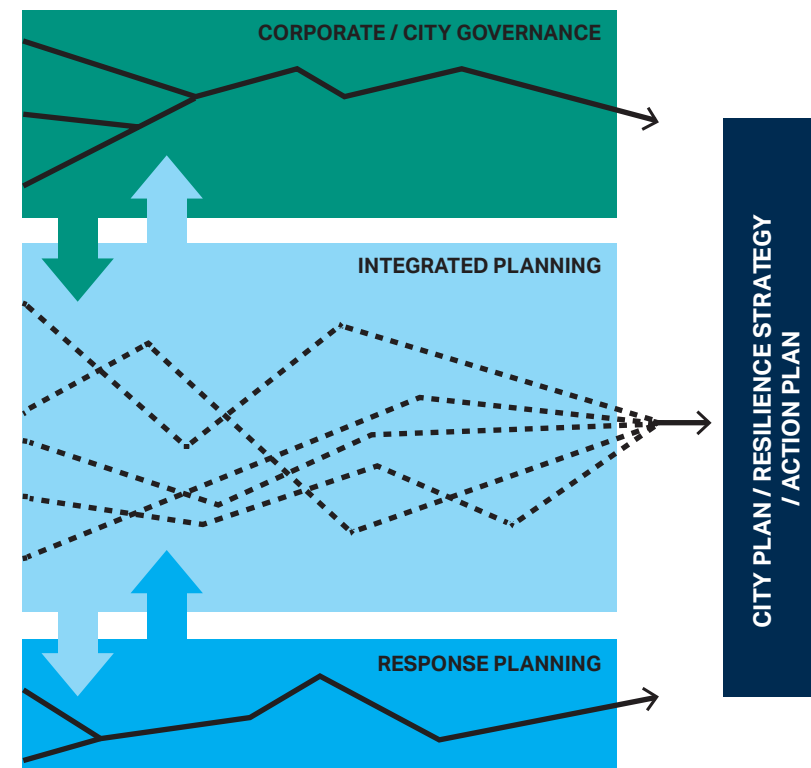 CORPORATE / CITY GOVERNANCE
INTEGRATED PLANNING
RESPONSE PLANNING
CITY PLAN / RESILIENCE STRATEGY
/ ACTION PLAN